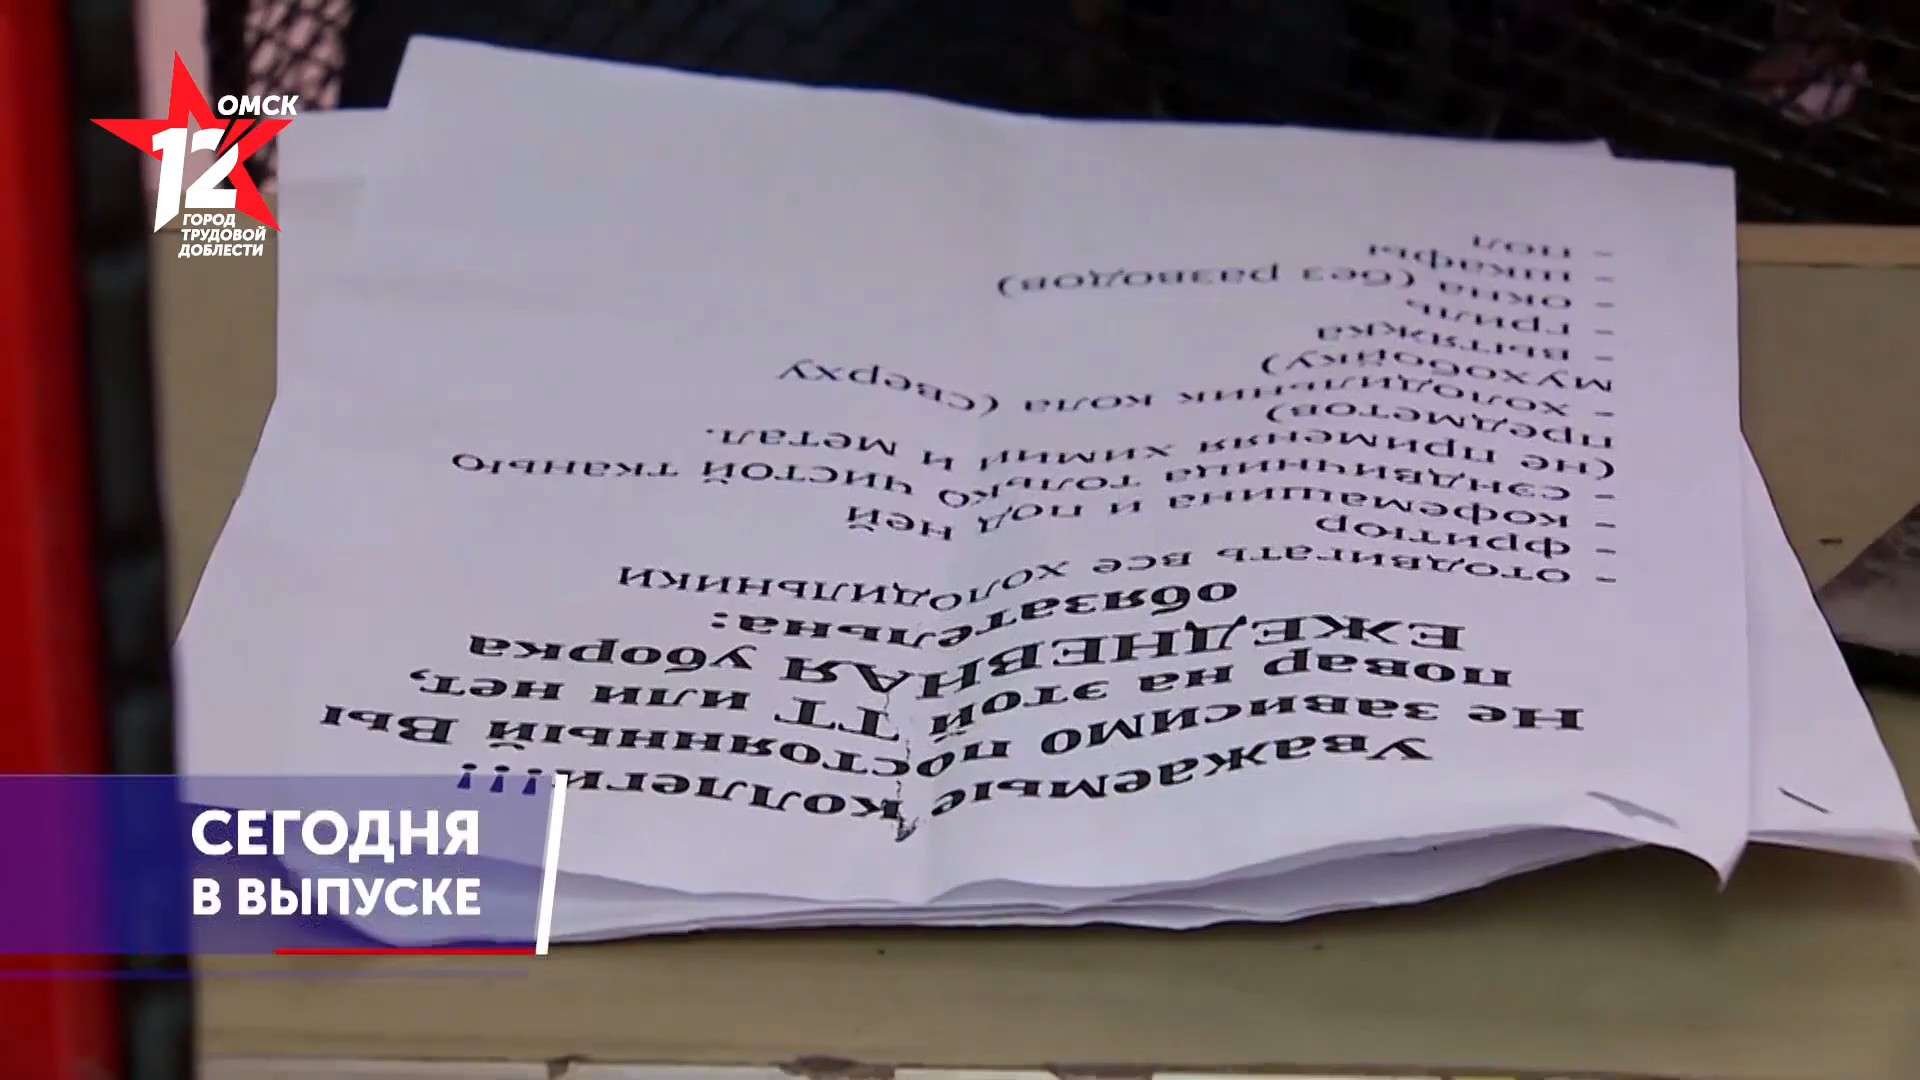 ОМСК
12
ГОРОД
ТРУДОВОЙ
ДОБЛЕСТИ
Уважаемые коллеги!!!
Не зависимо постоянный Вы
повар на этой ТТ или нет,
ЕЖЕДНЕВНАЯ уборка
обязательна:
- отодвигать все холодильники
- фритюр
- кофемашина и под ней
- сэндвичница только чистой тканью
(не применяя химии и метал.
предметов)
- холодильник кола (сверху
мухобойку)
- вытяжка
- гриль
- окна (без разводов)
- шкафы
- пол
СЕГОДНЯ
В ВЫПУСКЕ